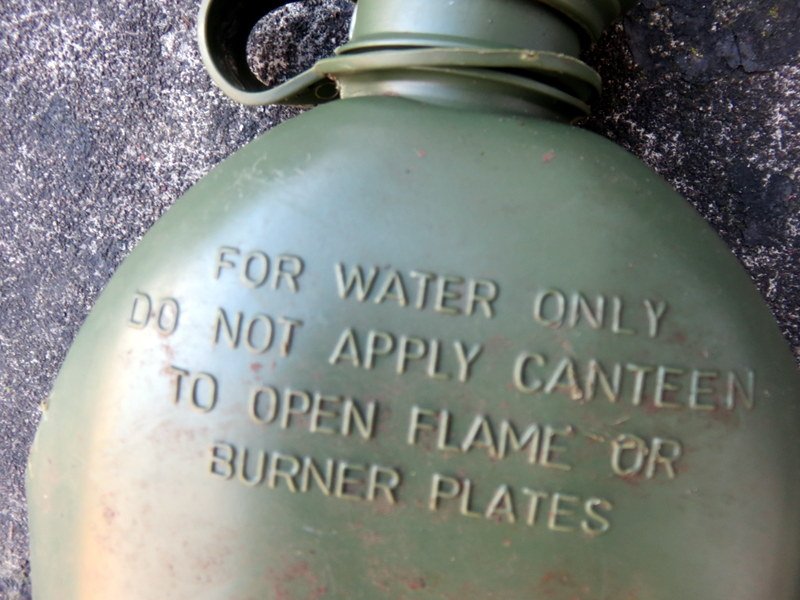 FOR WATER ONLY
DO NOT APPLY CANTEEN
TO OPEN FLAME OR
BURNER PLATES